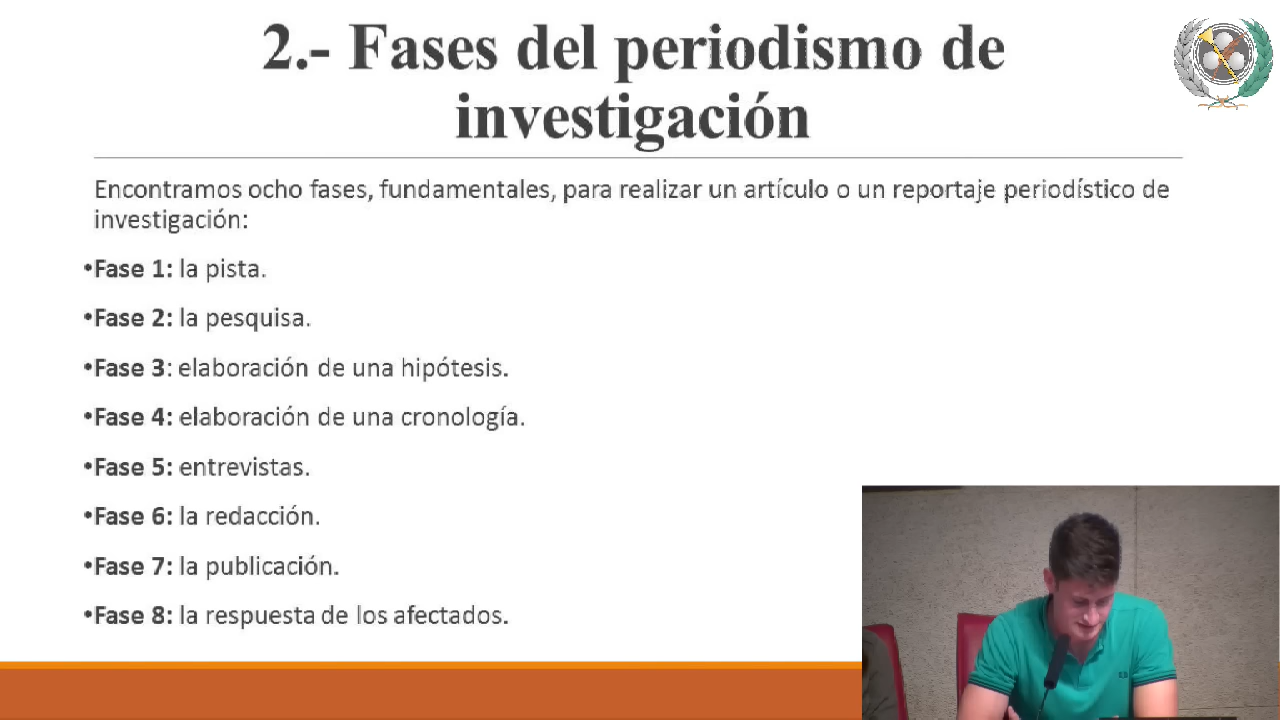 2.- Fases del periodismo de
investigación
Encontramos ocho fases, fundamentales, para realizar un artículo o un reportaje periodístico de
investigación:
•Fase 1: la pista.
•Fase 2: la pesquisa.
•Fase 3: elaboración de una hipótesis.
•Fase 4: elaboración de una cronología.
•Fase 5: entrevistas.
•Fase 6: la redacción.
•Fase 7: la publicación.
•Fase 8: la respuesta de los afectados.